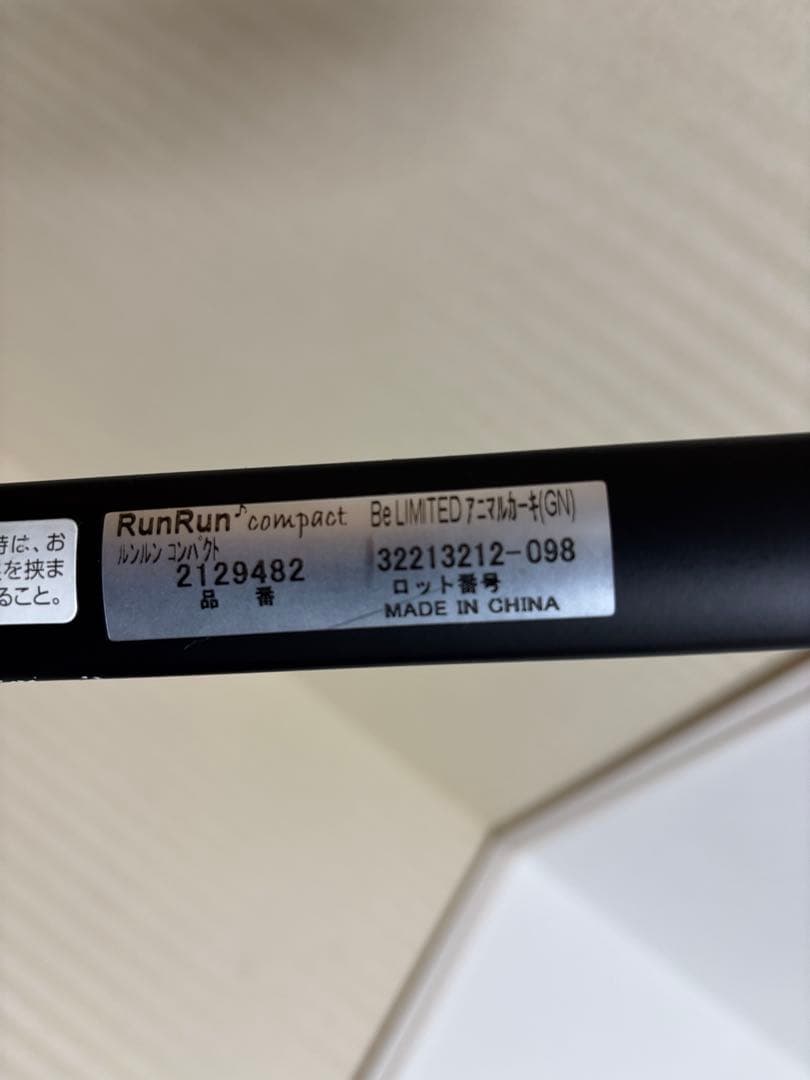 時は、お
を挟ま
ること。
RunRun♪compact Be LIMITED アニマルカーキ(GN)
ルンルン コンパクト
2129482 32213212-098
品 番 ロット番号
MADE IN CHINA